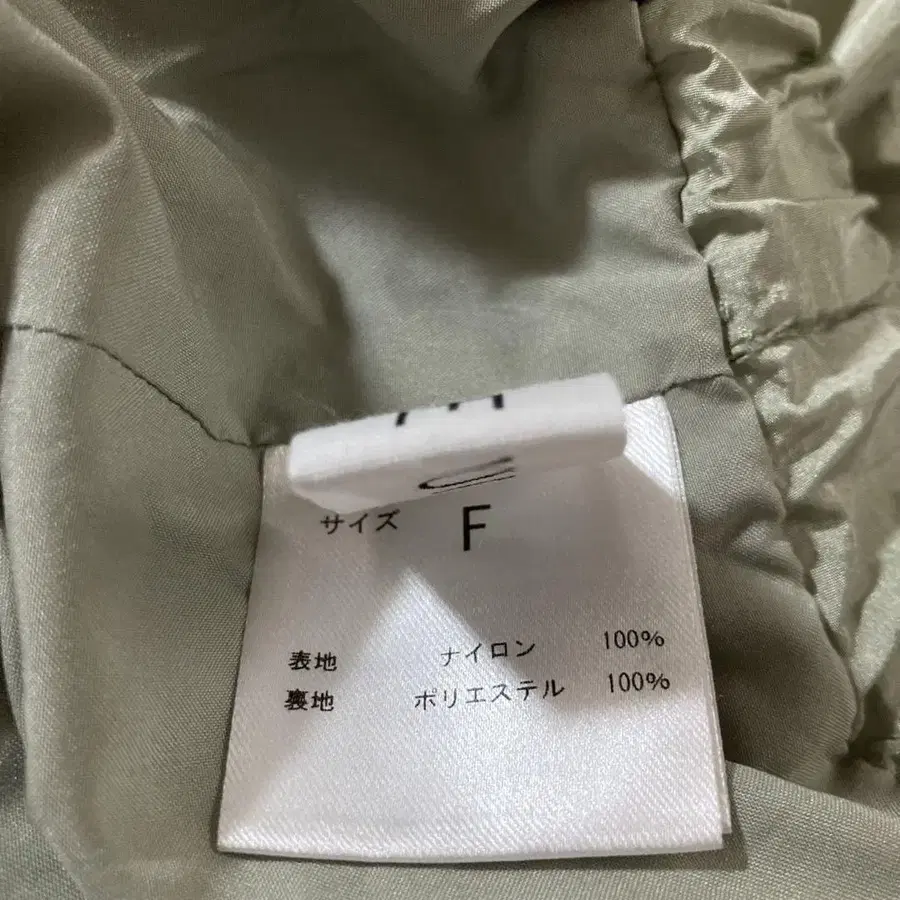 サイズ F
表地 ナイロン 100%
裏地 ポリエステル 100%